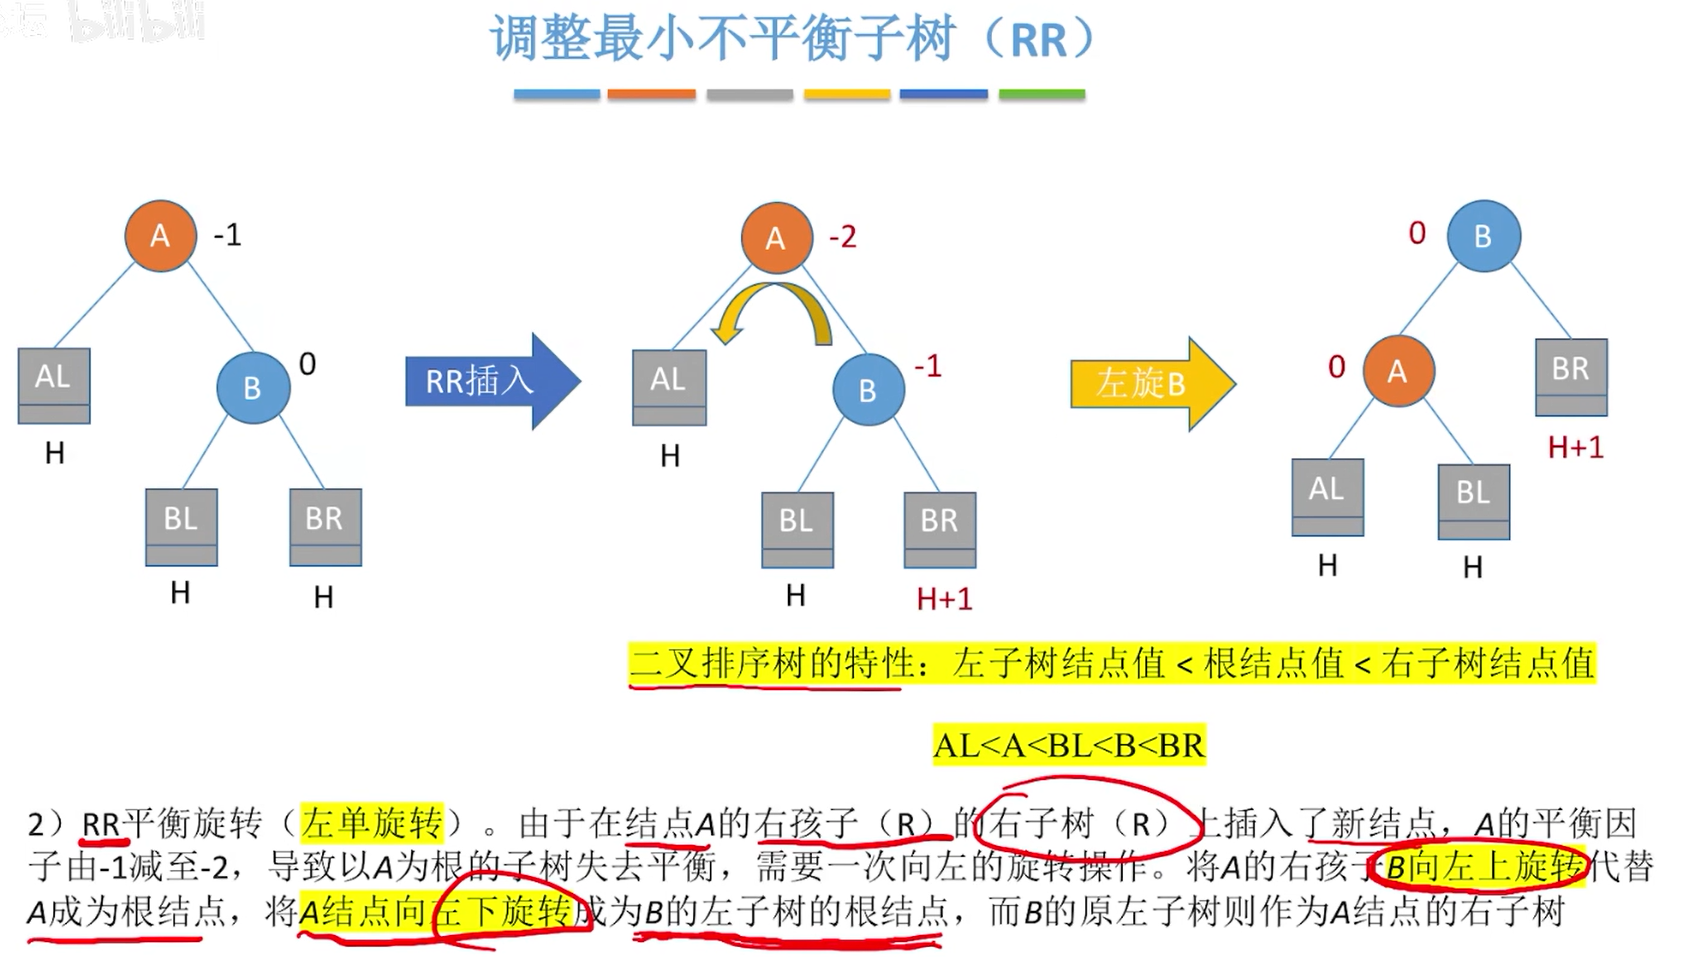 bilibili
调整最小不平衡子树（RR）
A -1
AL
H
B 0
BL
H
BR
H
RR插入
A -2
AL
H
B -1
BL
H
BR
H+1
左旋B
0 B
0 A
BR
H+1
AL
H
BL
H
二叉排序树的特性：左子树结点值 < 根结点值 < 右子树结点值
AL<A<BL<B<BR
2）RR平衡旋转（左单旋转）。由于在结点A的右孩子（R）的右子树（R）上插入了新结点，A的平衡因
子由-1减至-2，导致以A为根的子树失去平衡，需要一次向左的旋转操作。将A的右孩子B向左上旋转代替
A成为根结点，将A结点向左下旋转成为B的左子树的根结点，而B的原左子树则作为A结点的右子树